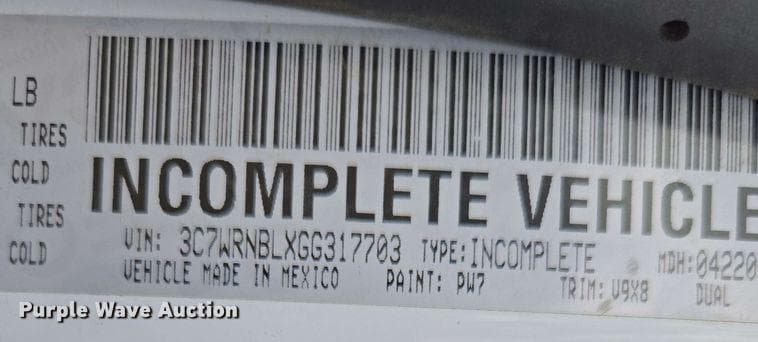 LB
TIRES
COLD
TIRES
COLD
INCOMPLETE VEHICLE
VIN: 3C7WRNBLXGG317703 TYPE: INCOMPLETE MDH: 04220
VEHICLE MADE IN MEXICO PAINT: PW7 TRIM: V9X8 DUAL
Purple Wave Auction